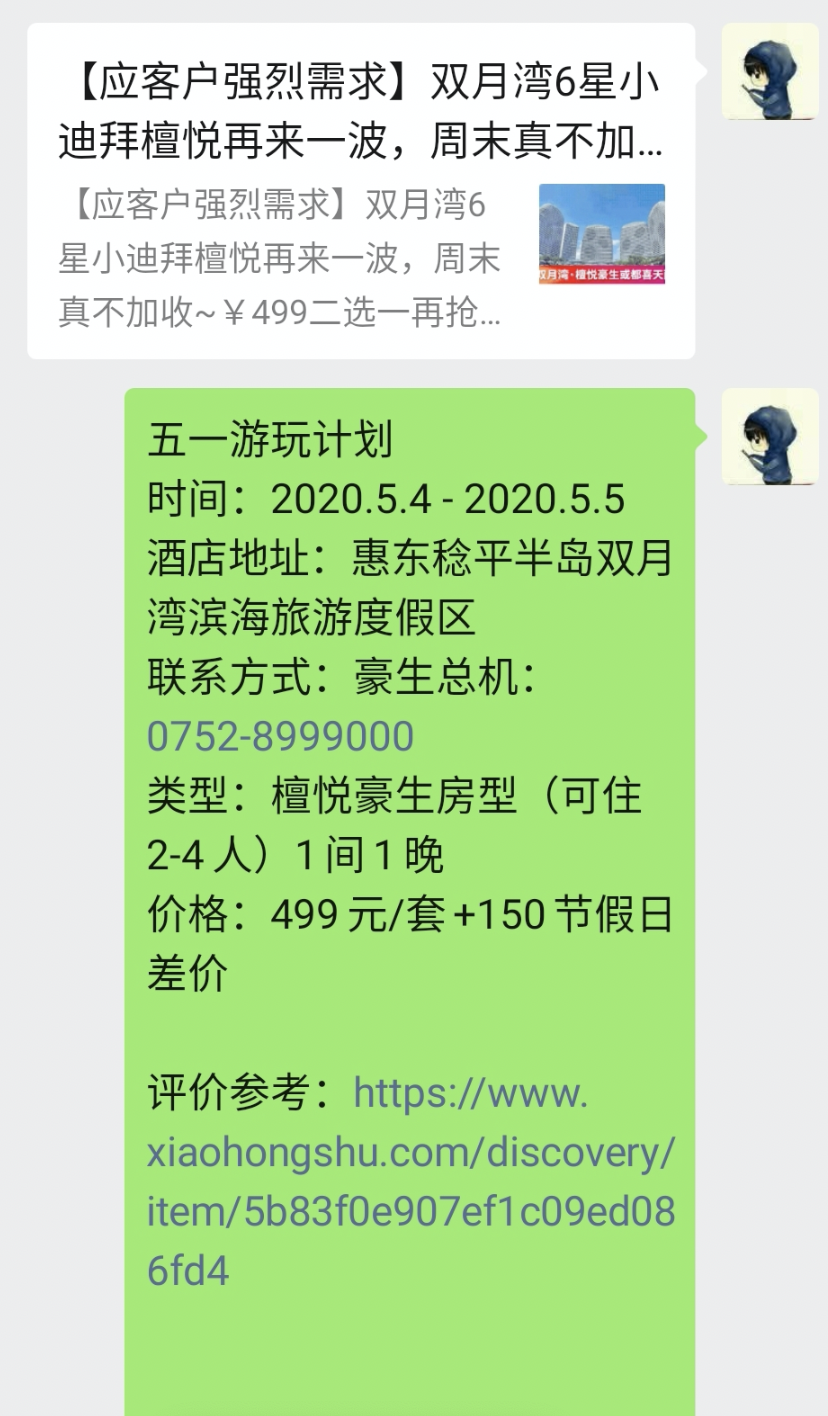 【应客户强烈需求】双月湾6星小
迪拜檀悦再来一波，周末真不加...
【应客户强烈需求】双月湾6
星小迪拜檀悦再来一波，周末
真不加收~￥499二选一再抢...
双月湾·檀悦豪生或都喜天
五一游玩计划
时间：2020.5.4 - 2020.5.5
酒店地址：惠东稔平半岛双月
湾滨海旅游度假区
联系方式：豪生总机：
0752-8999000
类型：檀悦豪生房型（可住
2-4 人）1 间 1 晚
价格：499 元/套 +150 节假日
差价
评价参考：https://www.
xiaohongshu.com/discovery/
item/5b83f0e907ef1c09ed08
6fd4